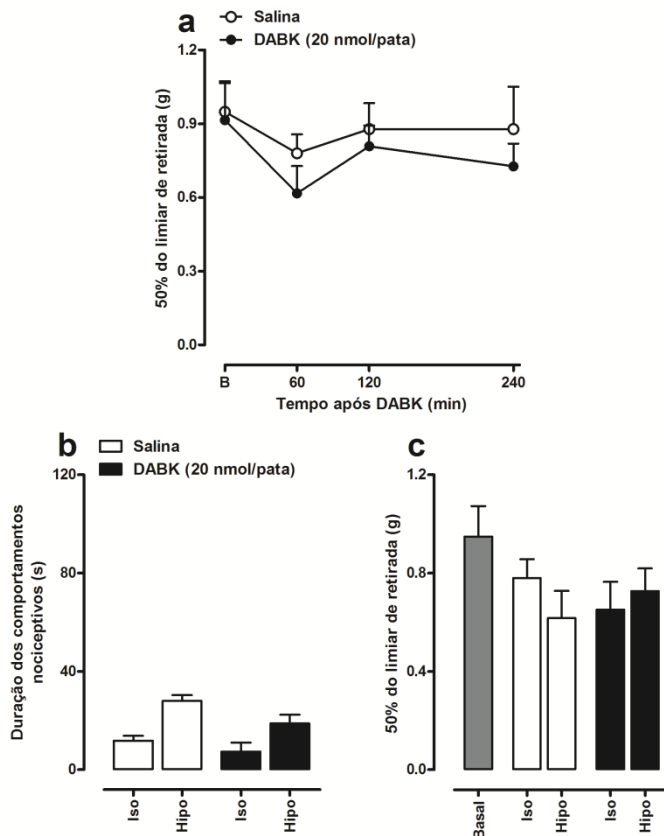 a
Salina
DABK (20 nmol/pata)
50% do limiar de retirada (g)
1.2
0.9
0.6
0.3
0.0
B 60 120 240
Tempo após DABK (min)
b
Salina
DABK (20 nmol/pata)
Duração dos comportamentos
nociceptivos (s)
120
80
40
0
Iso Hipo Iso Hipo
c
50% do limiar de retirada (g)
1.2
0.8
0.4
0.0
Basal Iso Hipo Iso Hipo